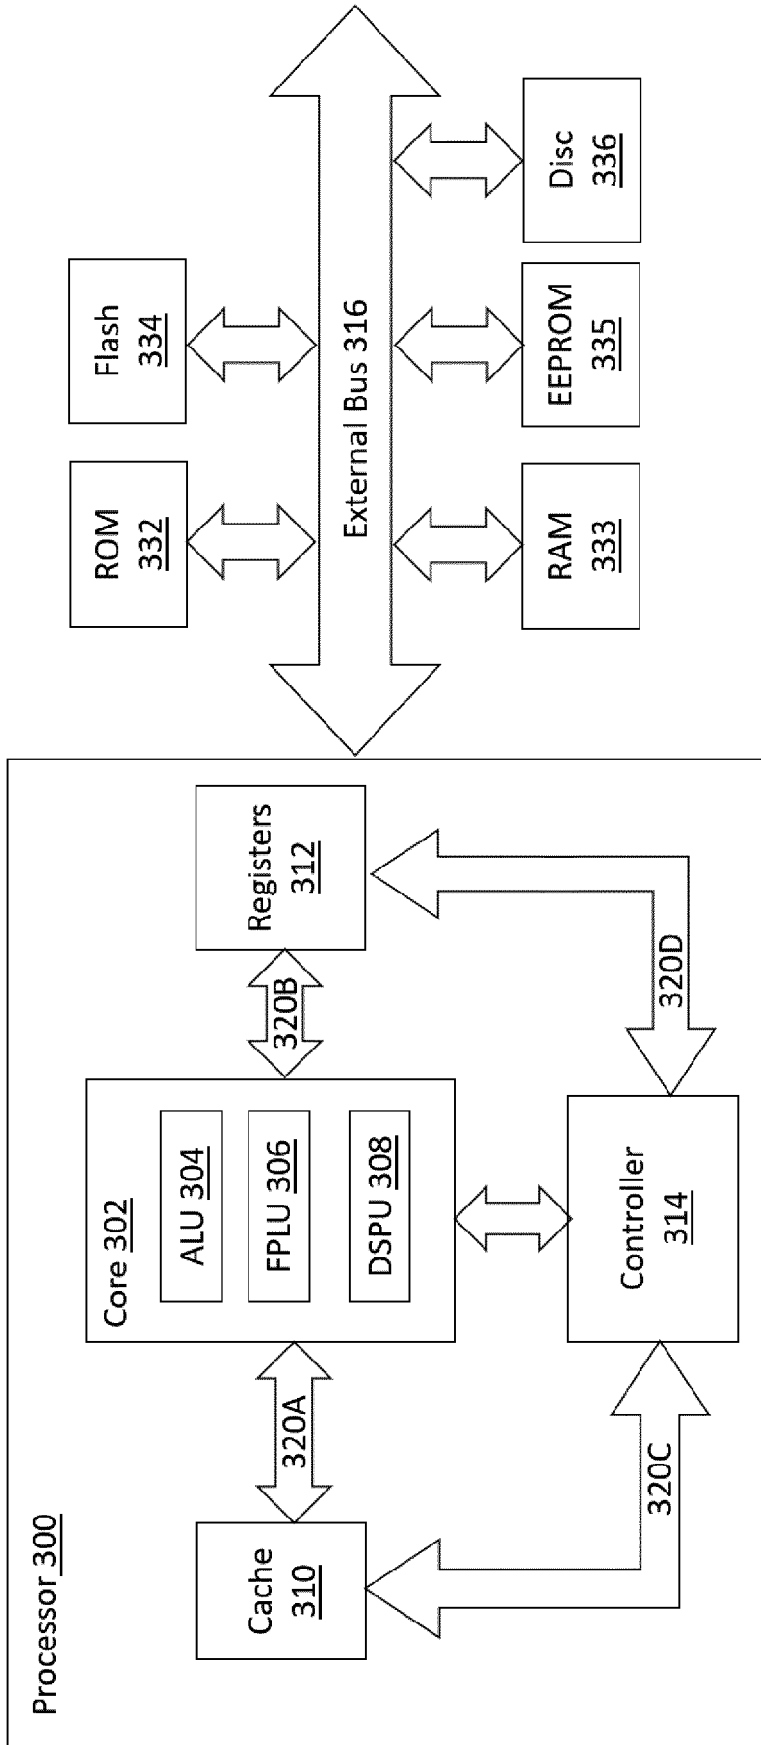 Processor 300
Cache
310
320A
Core 302
ALU 304
FPLU 306
DSPU 308
320B
Registers
312
320C
Controller
314
320D
External Bus 316
ROM
332
Flash
334
RAM
333
EEPROM
335
Disc
336